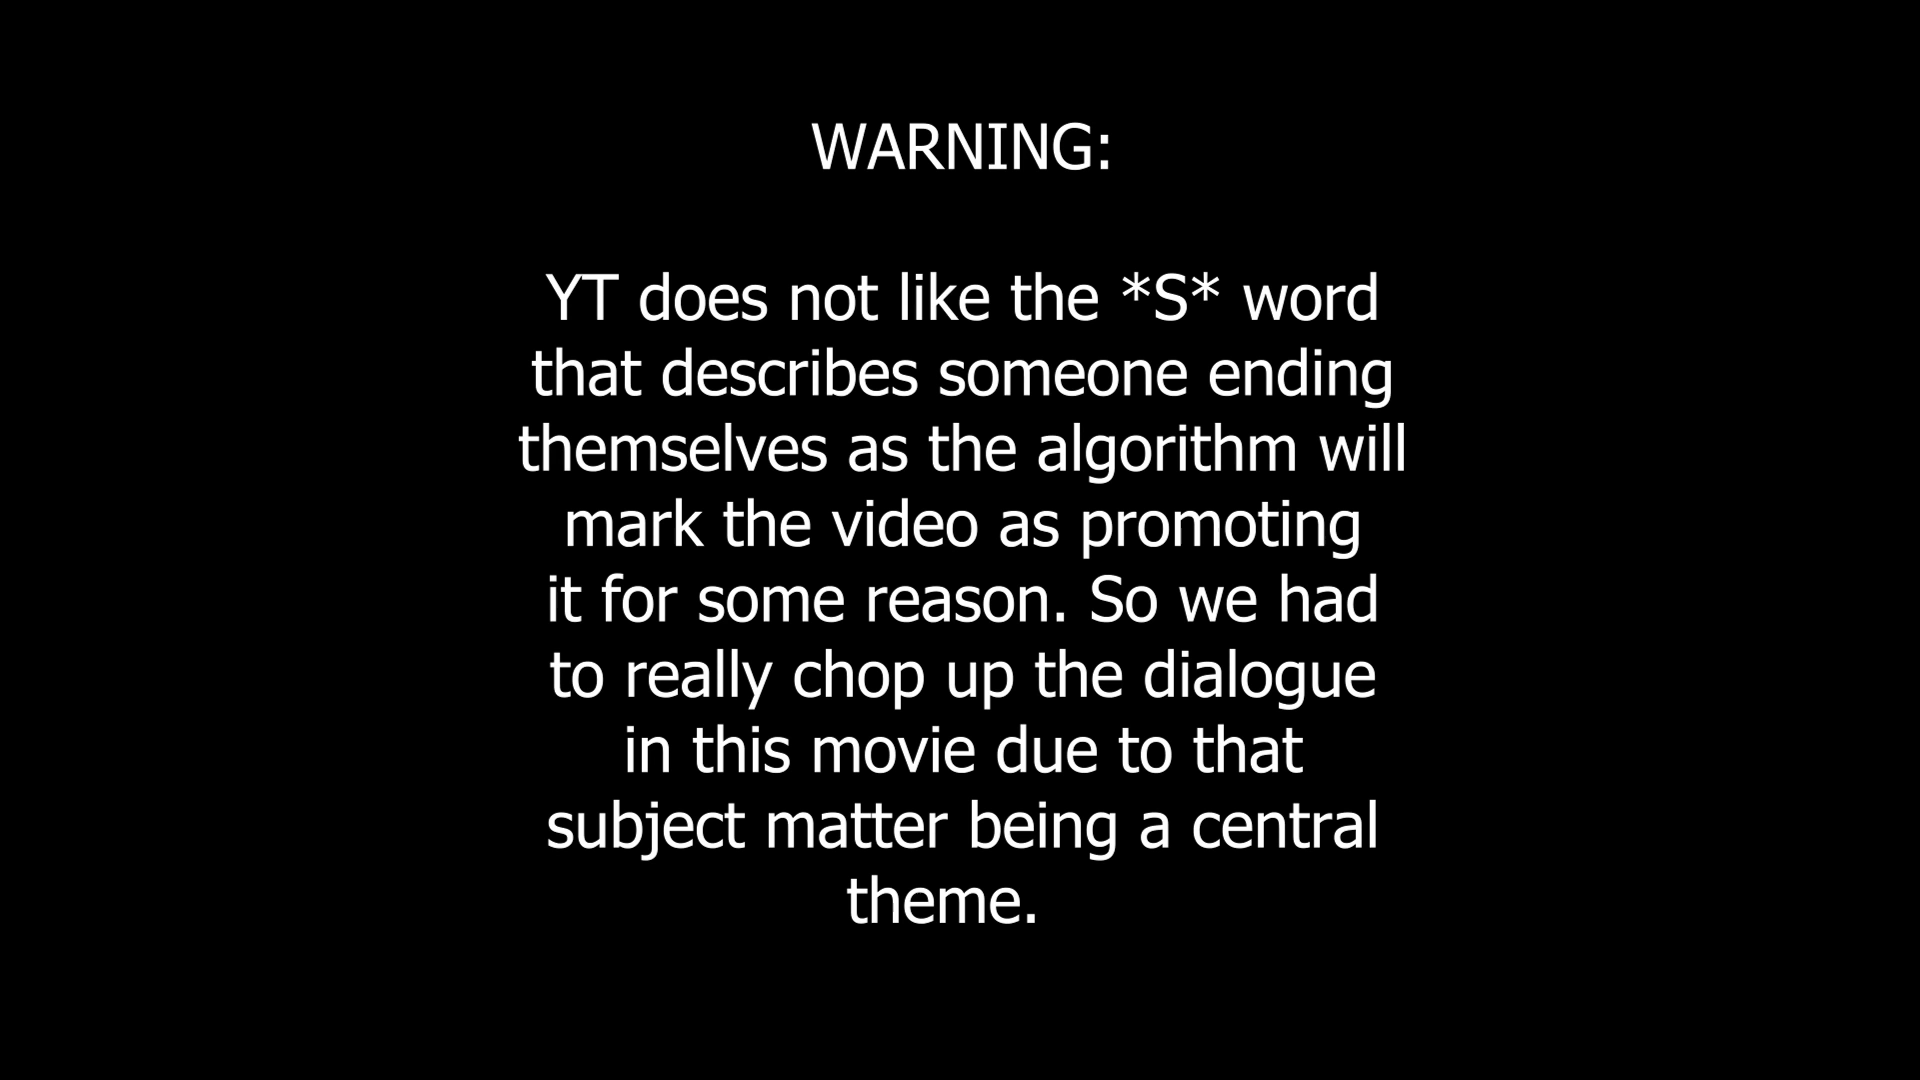 WARNING:
YT does not like the *S* word
that describes someone ending
themselves as the algorithm will
mark the video as promoting
it for some reason. So we had
to really chop up the dialogue
in this movie due to that
subject matter being a central
theme.